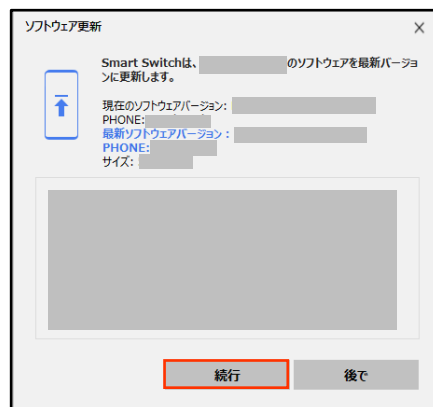 ソフトウェア更新
Smart Switchは、 のソフトウェアを最新バージョ
ンに更新します。
現在のソフトウェアバージョン:
PHONE:
最新ソフトウェアバージョン :
PHONE:
サイズ:
続行 後で